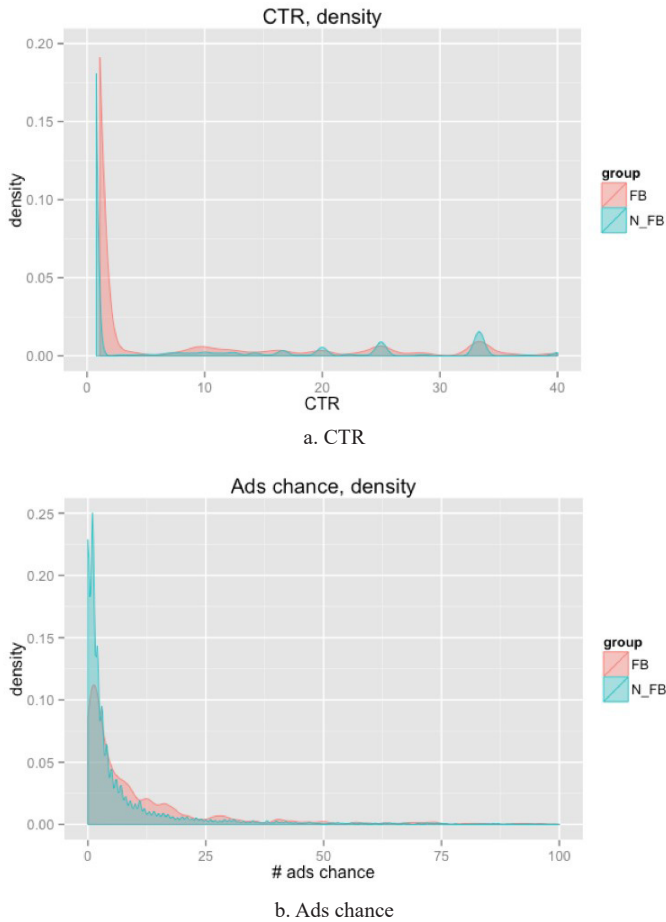 CTR, density
0.20
0.15
0.10
0.05
0.00
density
0 10 20 30 40
CTR
group
FB
N_FB
a. CTR
Ads chance, density
0.25
0.20
0.15
0.10
0.05
0.00
density
0 25 50 75 100
# ads chance
group
FB
N_FB
b. Ads chance